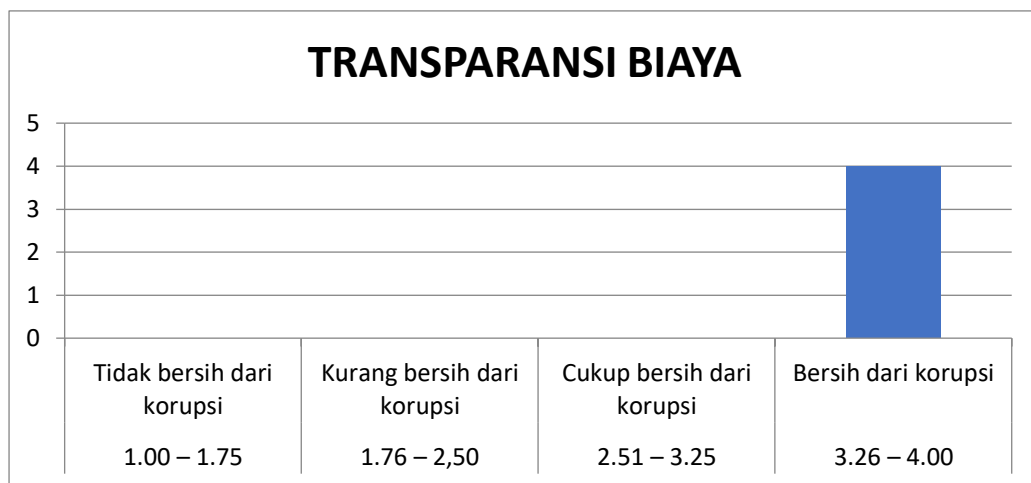 TRANSPARANSI BIAYA
5
4
3
2
1
0
Tidak bersih dari
korupsi
Kurang bersih dari
korupsi
Cukup bersih dari
korupsi
Bersih dari korupsi
1.00 – 1.75
1.76 – 2,50
2.51 – 3.25
3.26 – 4.00